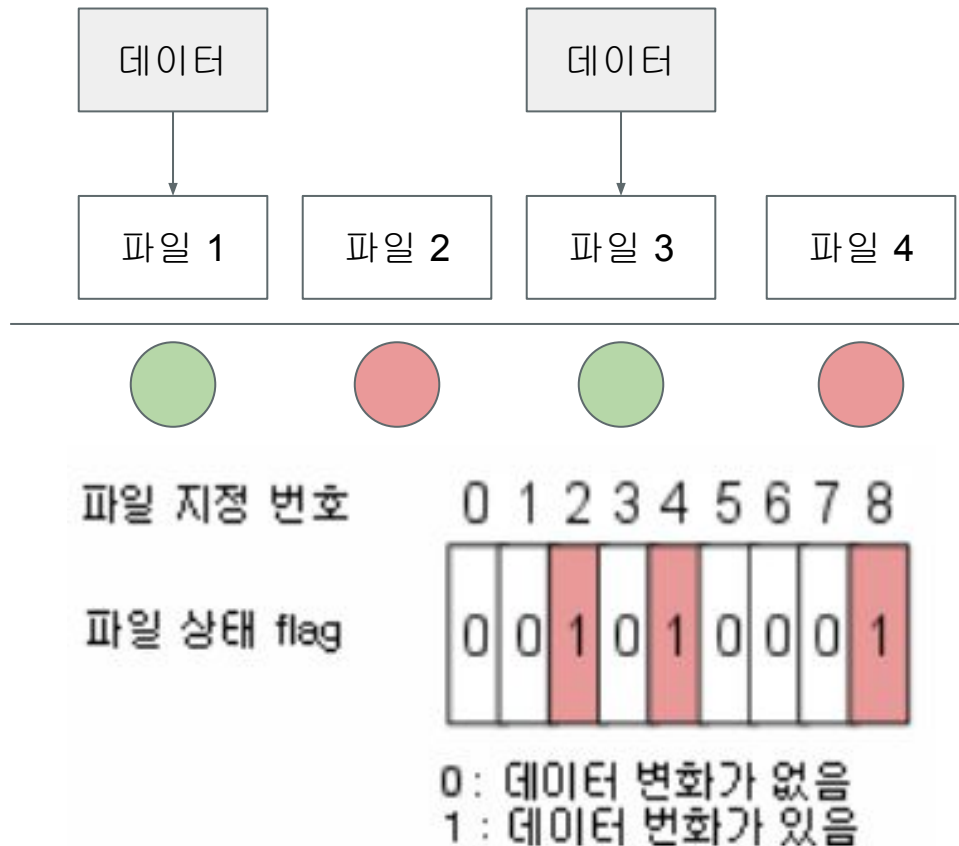 데이터 데이터
파일 1 파일 2 파일 3 파일 4
파일 지정 번호 0 1 2 3 4 5 6 7 8
파일 상태 flag 0 0 1 0 1 0 0 0 1
0 : 데이터 변화가 없음
1 : 데이터 변화가 있음